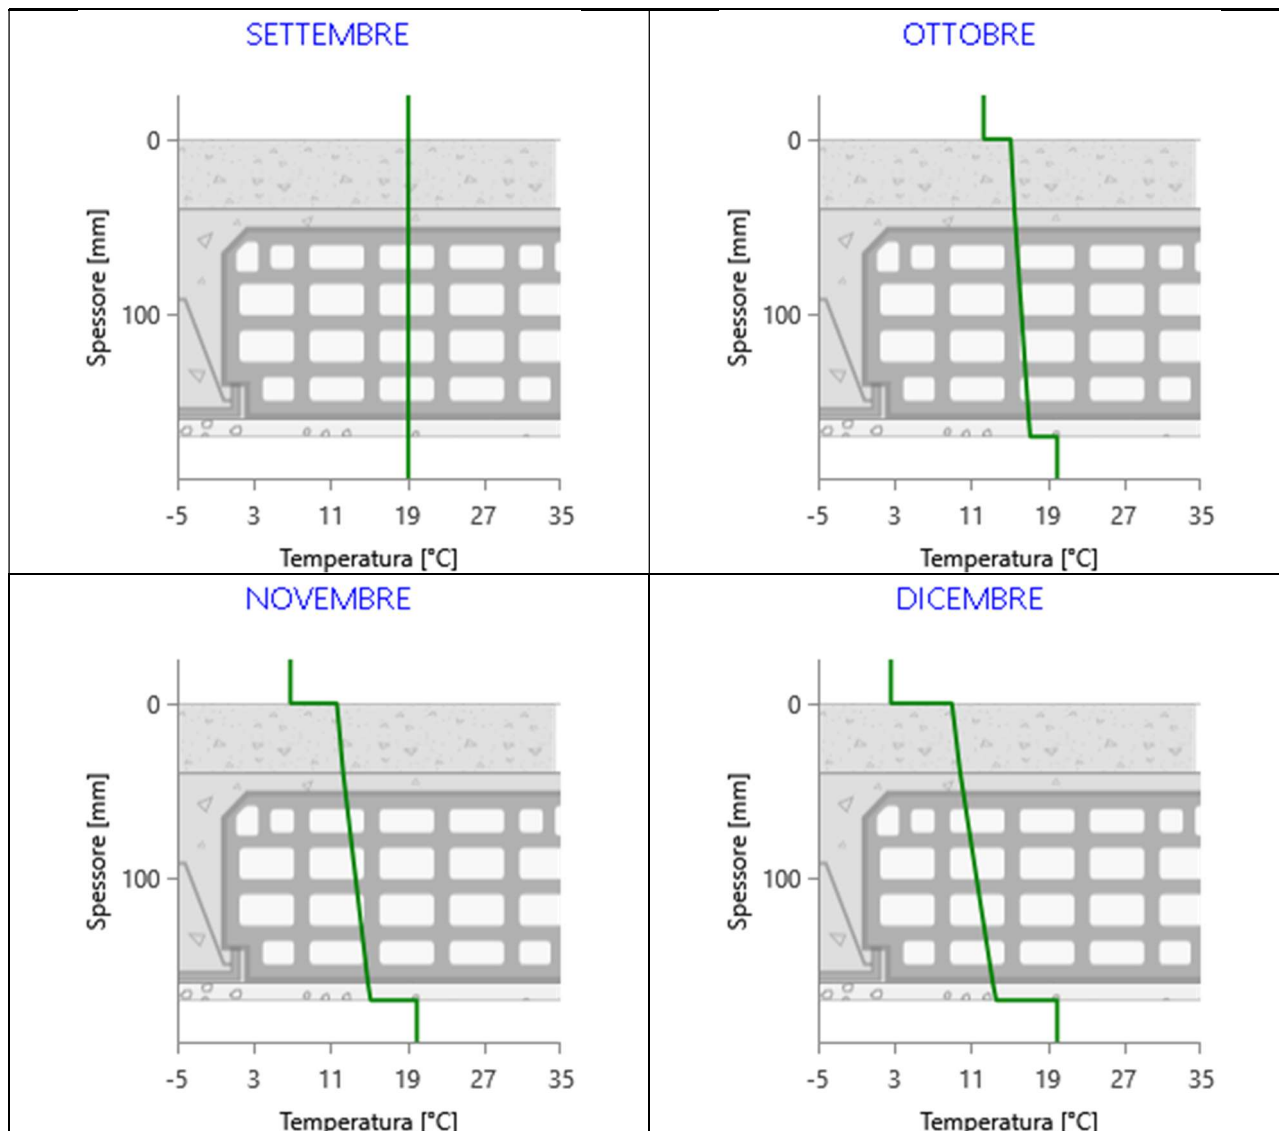 SETTEMBRE
0
100
Spessore [mm]
-5 3 11 19 27 35
Temperatura [°C]
OTTOBRE
0
100
Spessore [mm]
-5 3 11 19 27 35
Temperatura [°C]
NOVEMBRE
0
100
Spessore [mm]
-5 3 11 19 27 35
Temperatura [°C]
DICEMBRE
0
100
Spessore [mm]
-5 3 11 19 27 35
Temperatura [°C]